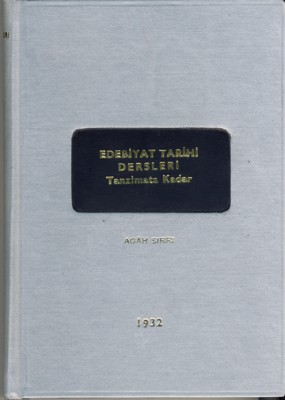 EDEBİYAT TARİHİ
DERSLERİ
Tanzimata Kadar
AGAH SIRRI
1932